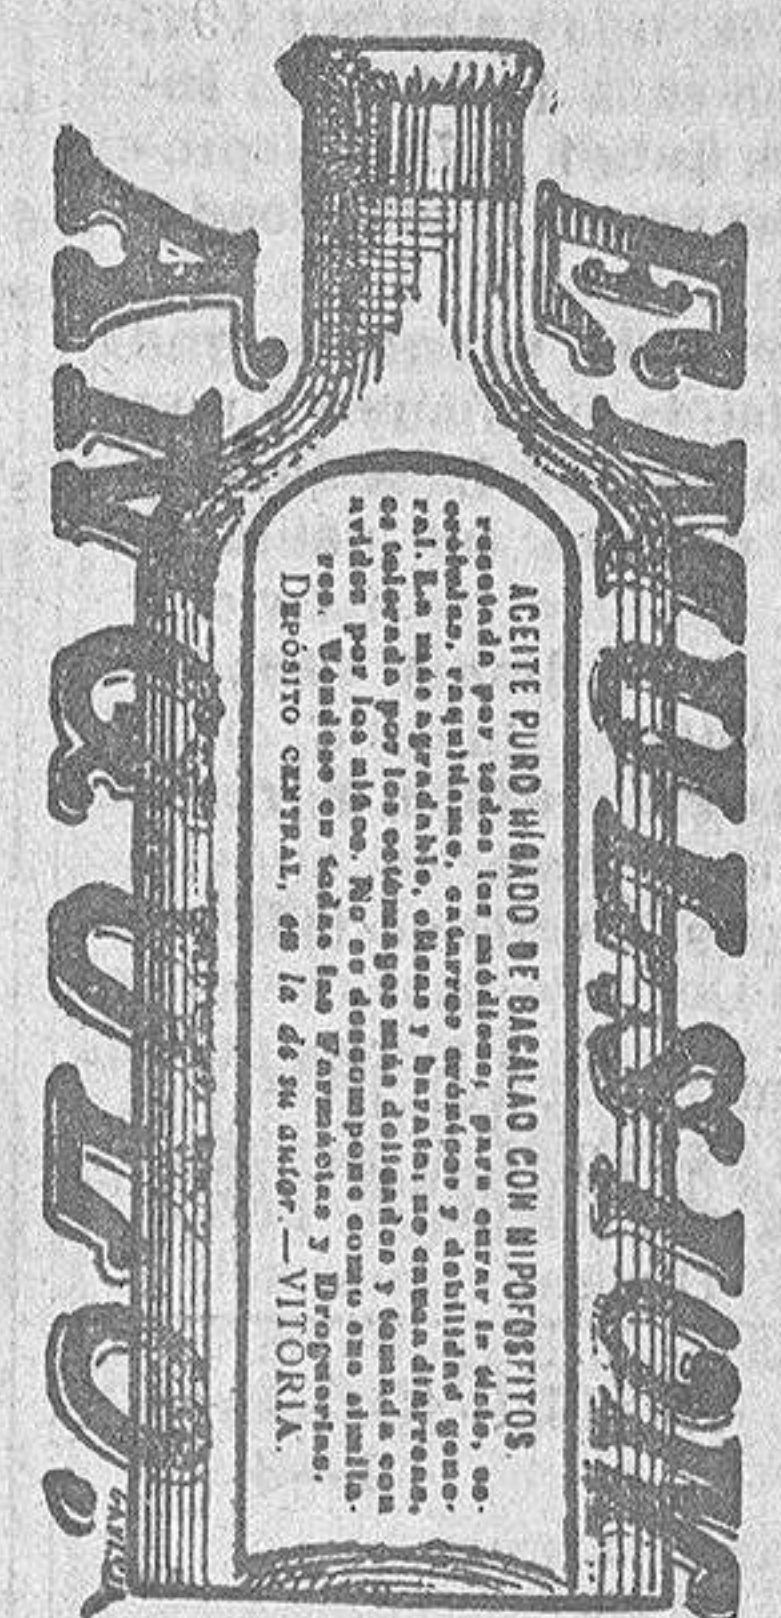 EMULSION
ACEITE PURO HÍGADO DE BACALAO CON HIPOFOSFITOS
recetada por todos los médicos, para curar la tisis, es-
crófulas, raquitismo, catarros crónicos y debilidad gene-
ral. La más agradable, eficaz y barata, no causa diarreas,
es tolerada por los estómagos más delicados y tomada con
avidez por los niños. No se descompone como sus simila-
res. Véndese en todas las Farmacias y Droguerías.
DEPÓSITO CENTRAL, en la de su autor.—VITORIA.
ANGULO